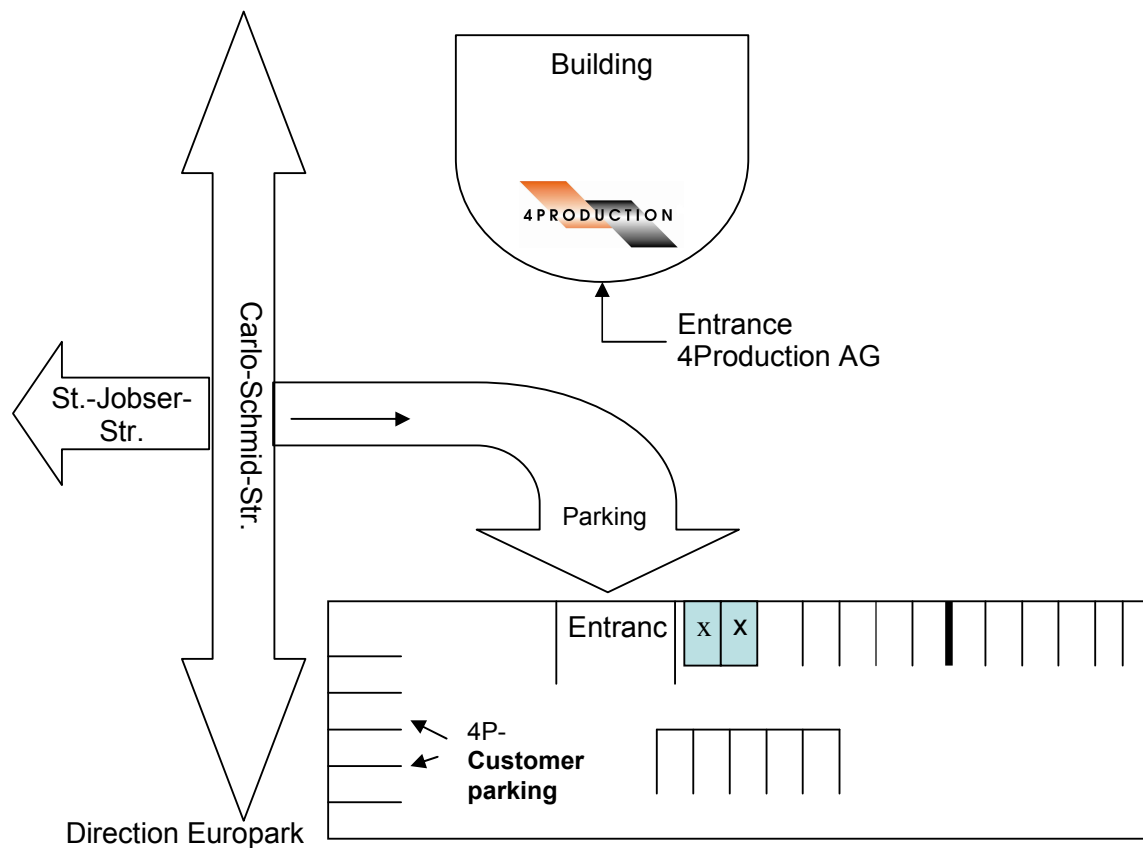 Building
4PRODUCTION
Entrance
4Production AG
Carlo-Schmid-Str.
St.-Jobser-
Str.
Parking
Entranc
x
x
4P-
Customer
parking
Direction Europark